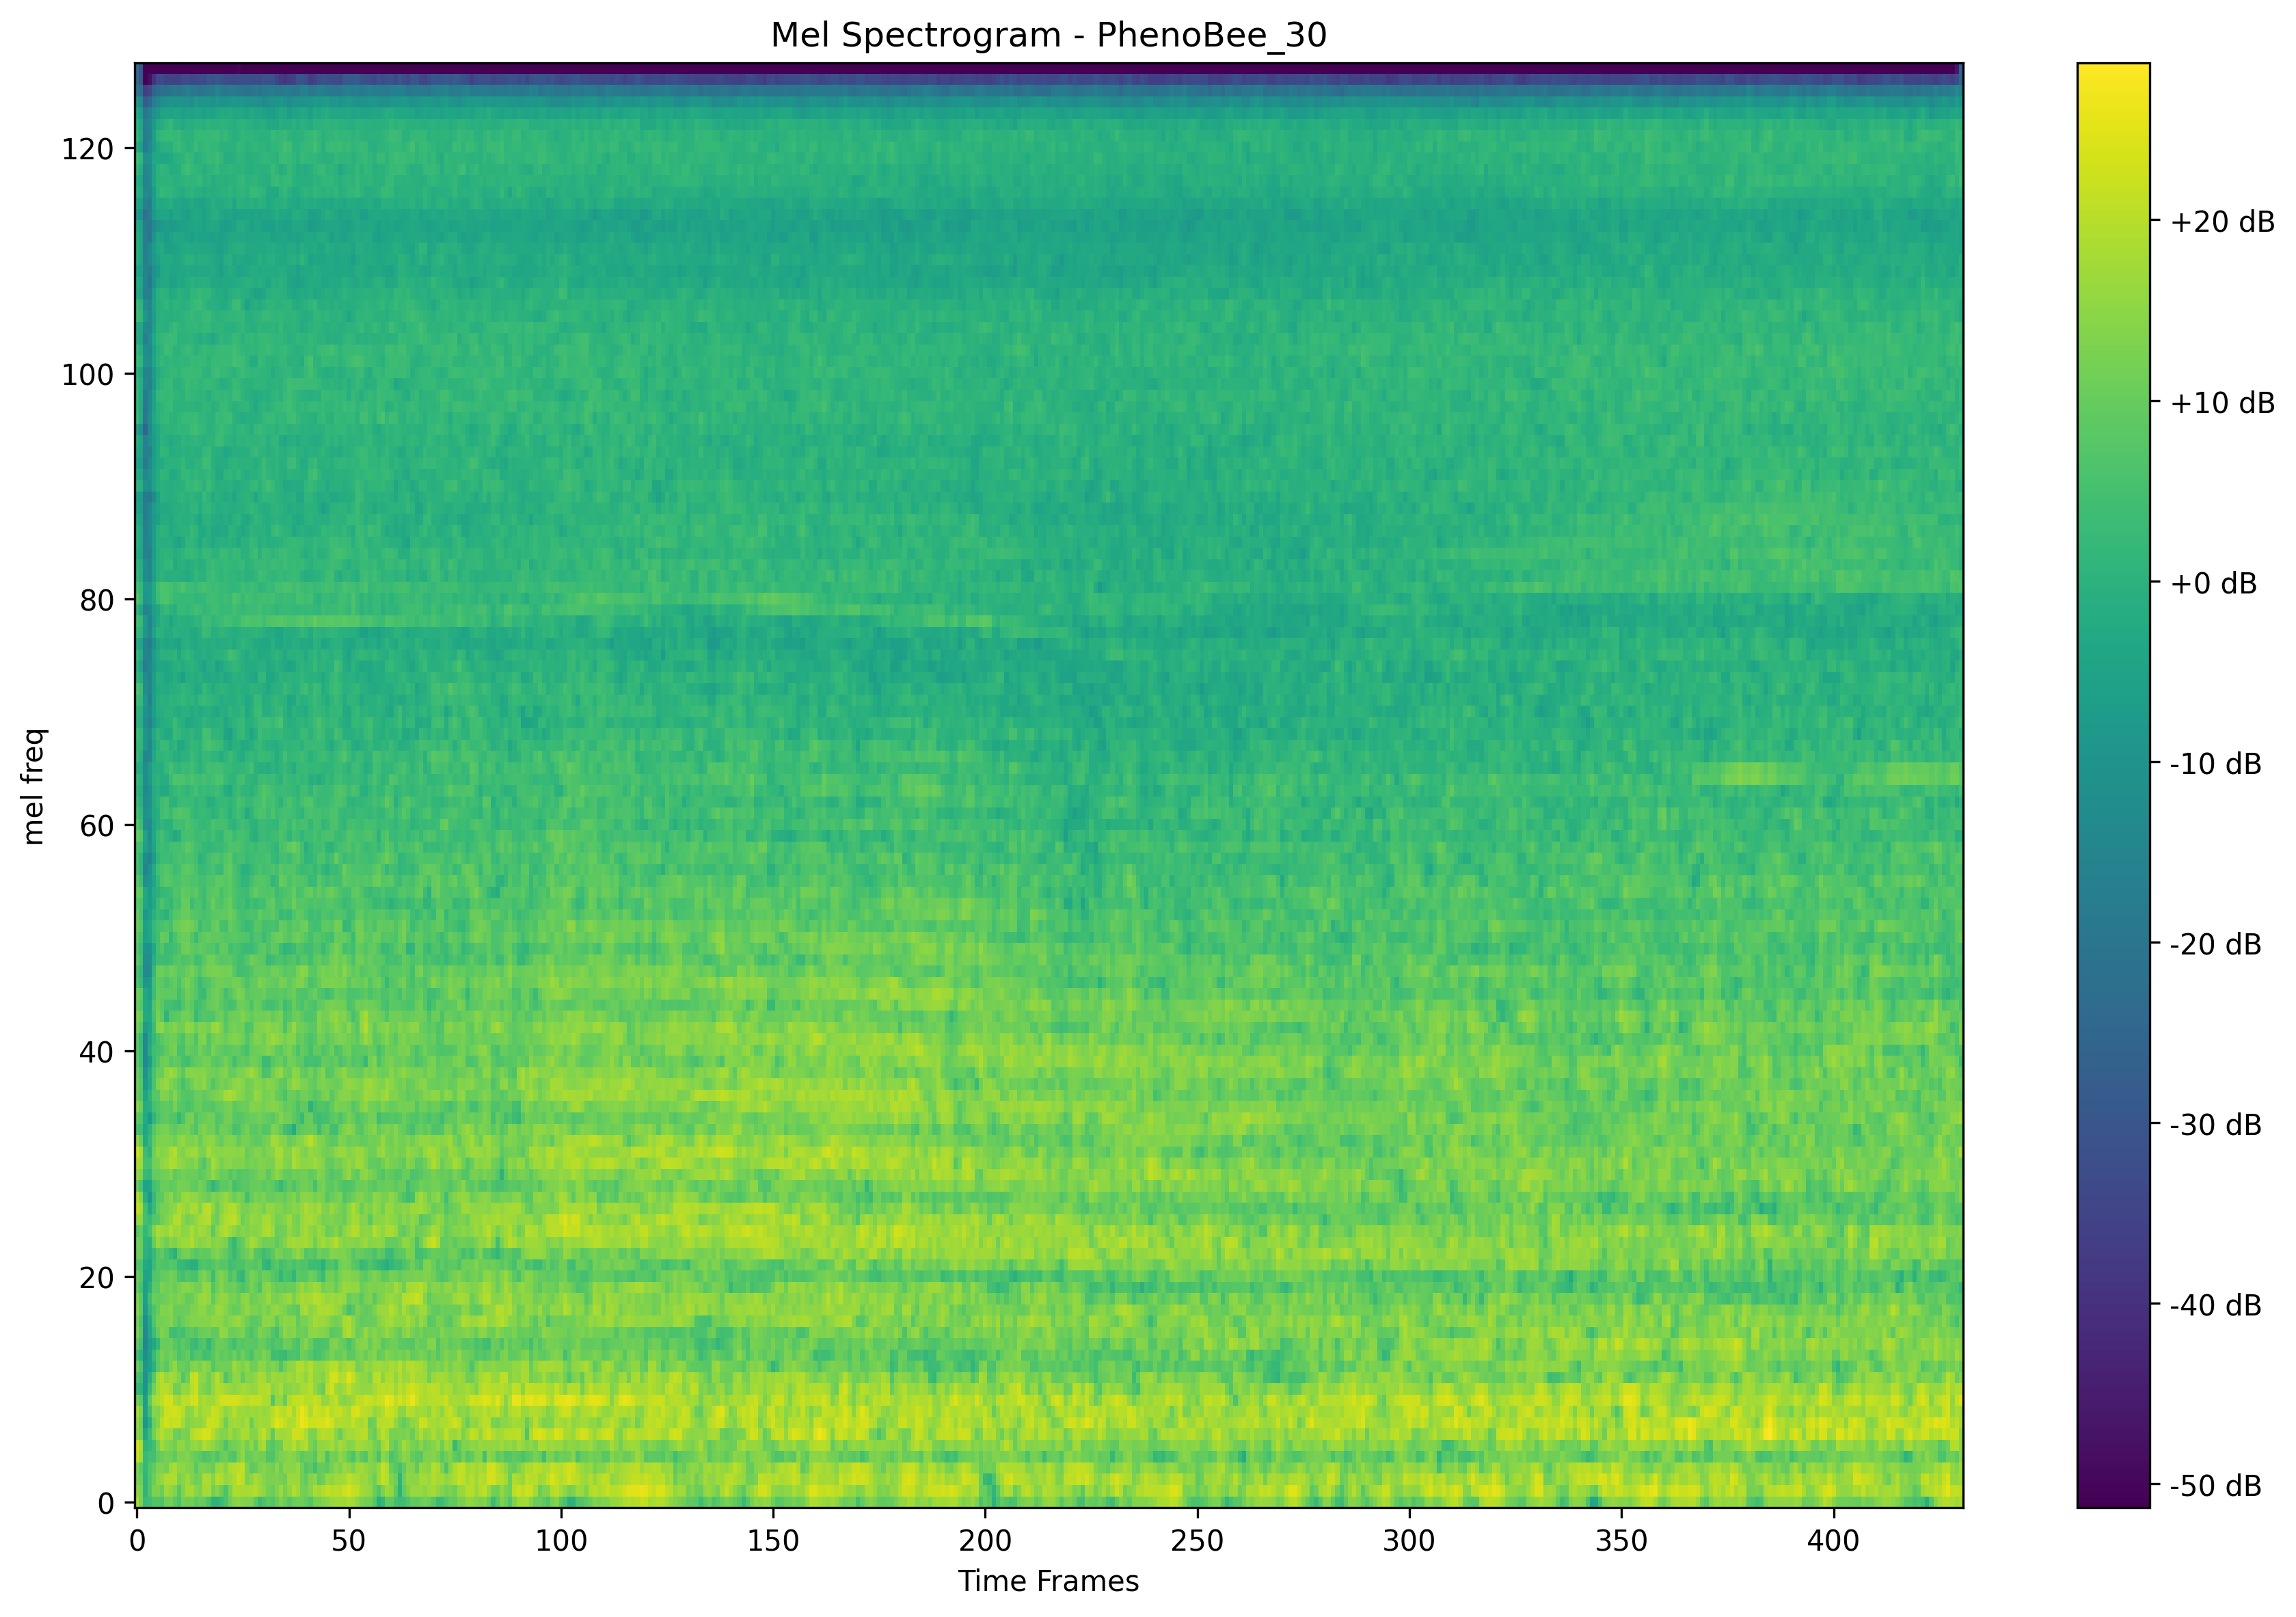 Mel Spectrogram - PhenoBee_30
mel freq
120
100
80
60
40
20
0
0 50 100 150 200 250 300 350 400
Time Frames
+20 dB
+10 dB
+0 dB
-10 dB
-20 dB
-30 dB
-40 dB
-50 dB